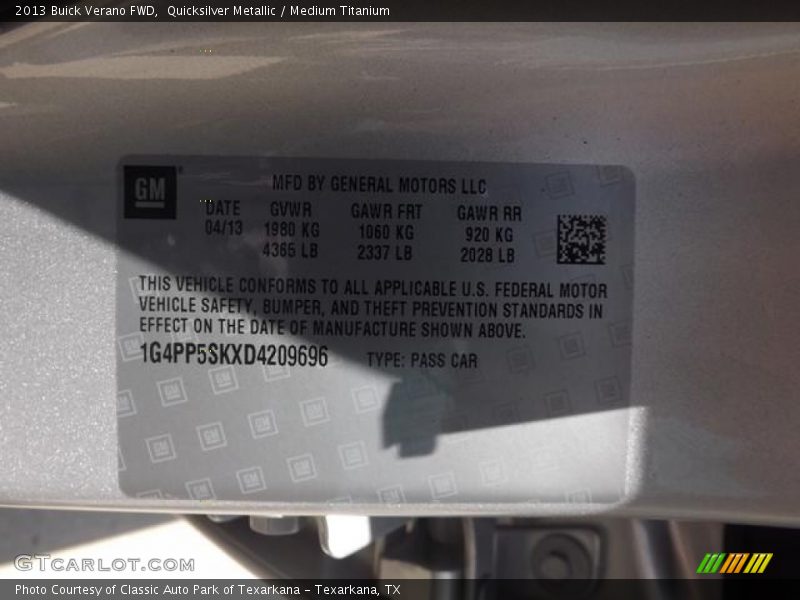 2013 Buick Verano FWD,  Quicksilver Metallic / Medium Titanium
GM
MFD BY GENERAL MOTORS LLC
DATE GVWR GAWR FRT GAWR RR
04/13 1980 KG 1060 KG 920 KG
4365 LB 2337 LB 2028 LB
THIS VEHICLE CONFORMS TO ALL APPLICABLE U.S. FEDERAL MOTOR
VEHICLE SAFETY, BUMPER, AND THEFT PREVENTION STANDARDS IN
EFFECT ON THE DATE OF MANUFACTURE SHOWN ABOVE.
1G4PP5SKXD4209696 TYPE: PASS CAR
GTCARLOT.COM
Photo Courtesy of Classic Auto Park of Texarkana - Texarkana, TX